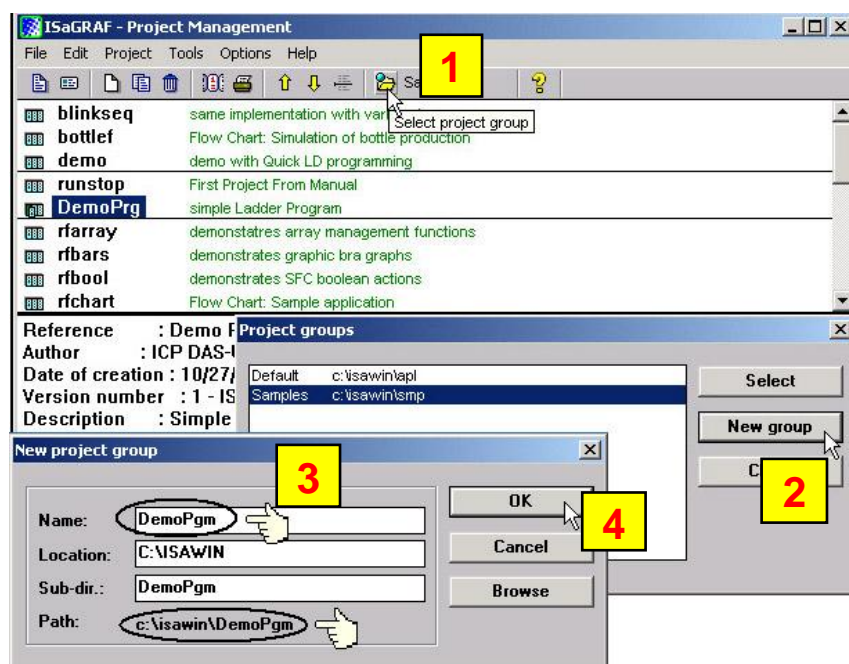 ISaGRAF - Project Management
File Edit Project Tools Options Help
1
Select project group
blinkseq same implementation with
bottlef Flow Chart: Simulation of bottle production
demo demo with Quick LD programming
runstop First Project From Manual
DemoPrg simple Ladder Program
rfarray demonstatres array management functions
rfbars demonstrates graphic bra graphs
rfbool demonstrates SFC boolean actions
rfchart Flow Chart: Sample application
Reference : Demo
Author : ICP DAS-
Date of creation : 10/27/
Version number : 1 - IS
Description : Simple
Project groups
Default c:\isawin\apl
Samples c:\isawin\smp
Select
New group
2
New project group
3
Name: DemoPgm
Location: C:\ISAWIN
Sub-dir.: DemoPgm
Path: c:\isawin\DemoPgm
OK
4
Cancel
Browse